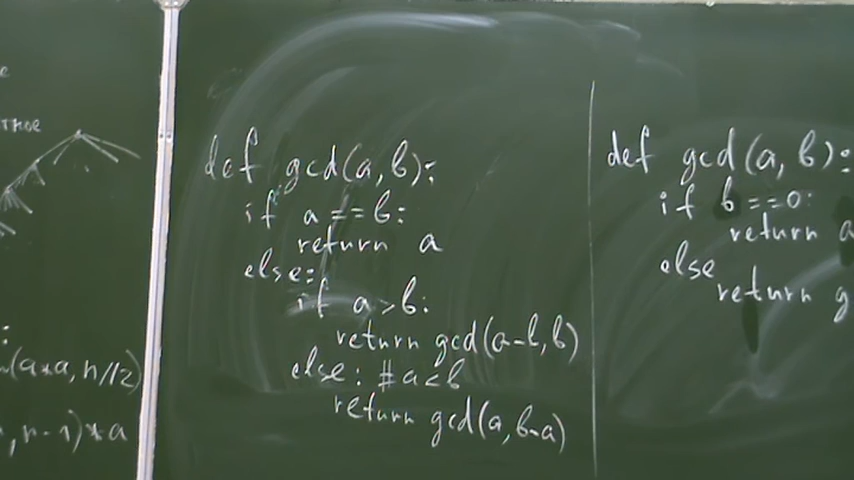 def gcd(a, b):
if a == b:
return a
else:
if a > b:
return gcd(a-b, b)
else: # a < b
return gcd(a, b-a)
def gcd(a, b):
if b == 0:
return a
else
return g
:
(a*a, n//2)
, n-1)*a